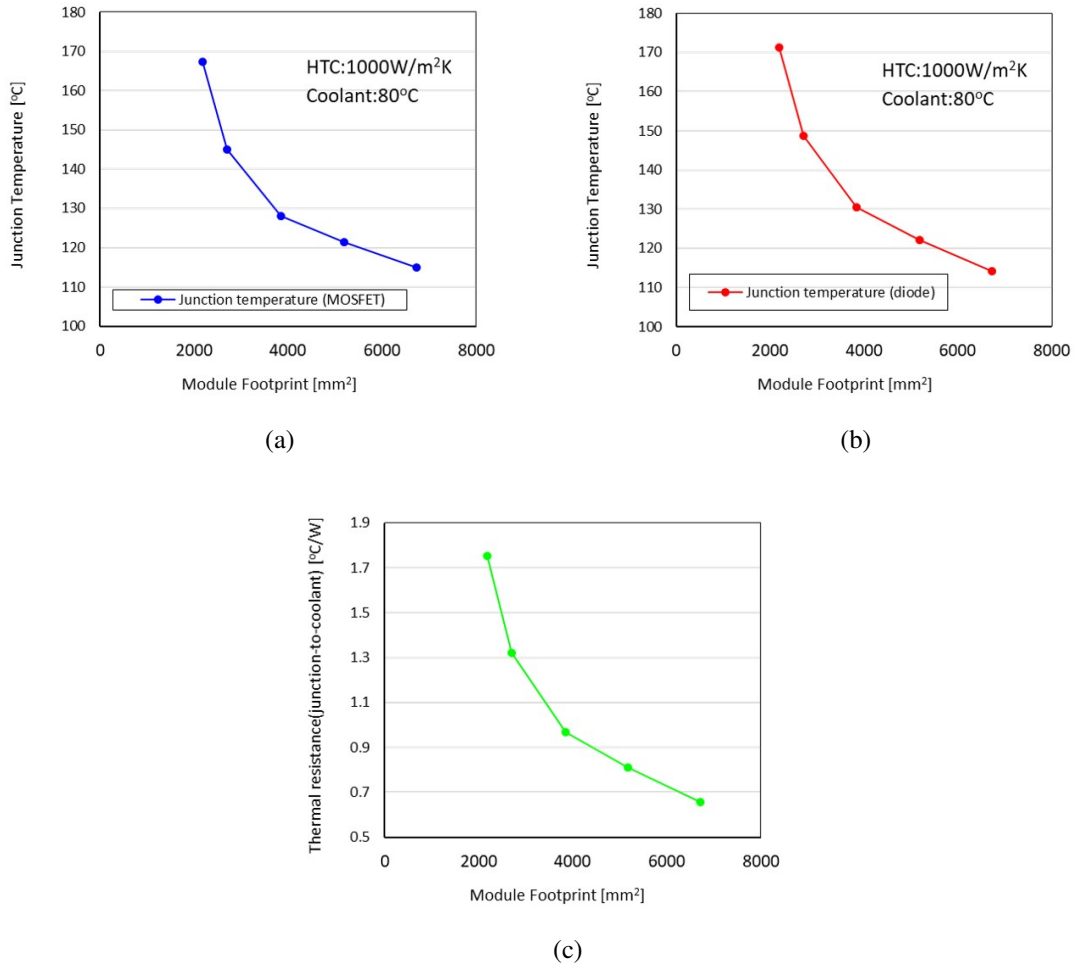 180
170
160
150
140
130
120
110
100
Junction Temperature [°C]
HTC:1000W/m²K
Coolant:80°C
Junction temperature (MOSFET)
0 2000 4000 6000 8000
Module Footprint [mm²]
(a)
180
170
160
150
140
130
120
110
100
Junction Temperature [°C]
HTC:1000W/m²K
Coolant:80°C
Junction temperature (diode)
0 2000 4000 6000 8000
Module Footprint [mm²]
(b)
1.9
1.7
1.5
1.3
1.1
0.9
0.7
0.5
Thermal resistance(junction-to-coolant) [°C/W]
0 2000 4000 6000 8000
Module Footprint [mm²]
(c)